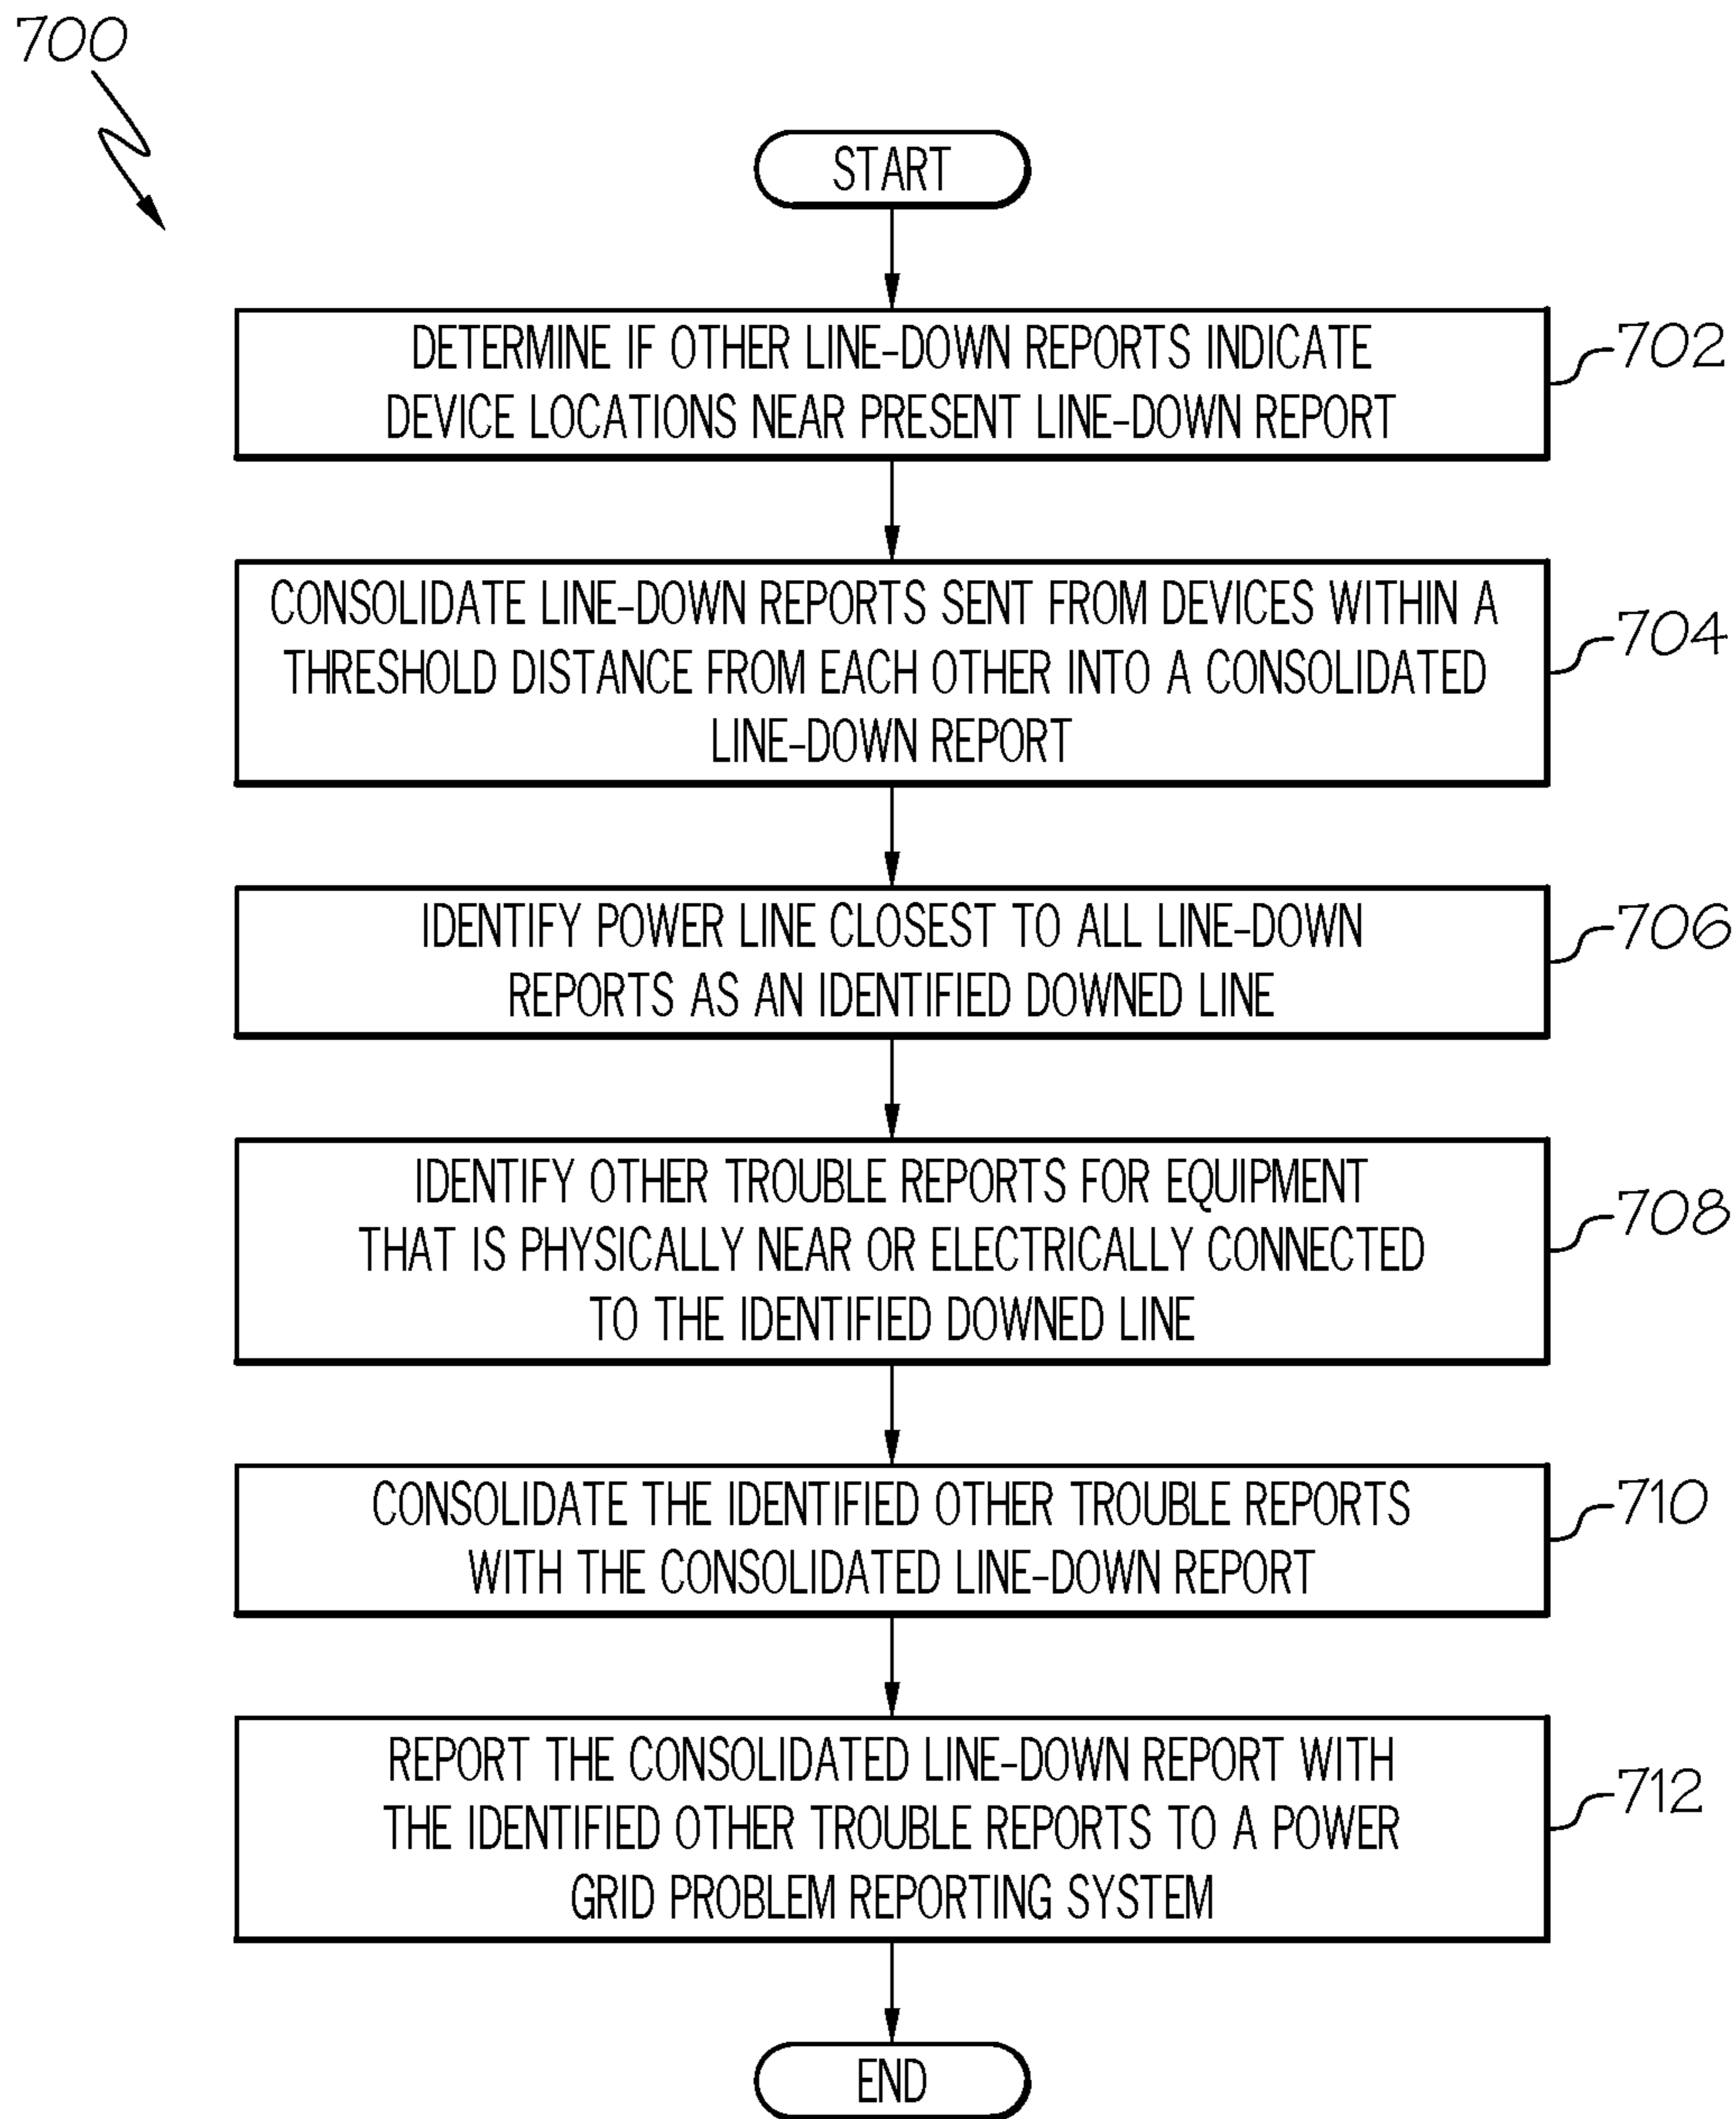 700
START
DETERMINE IF OTHER LINE-DOWN REPORTS INDICATE
DEVICE LOCATIONS NEAR PRESENT LINE-DOWN REPORT
702
CONSOLIDATE LINE-DOWN REPORTS SENT FROM DEVICES WITHIN A
THRESHOLD DISTANCE FROM EACH OTHER INTO A CONSOLIDATED
LINE-DOWN REPORT
704
IDENTIFY POWER LINE CLOSEST TO ALL LINE-DOWN
REPORTS AS AN IDENTIFIED DOWNED LINE
706
IDENTIFY OTHER TROUBLE REPORTS FOR EQUIPMENT
THAT IS PHYSICALLY NEAR OR ELECTRICALLY CONNECTED
TO THE IDENTIFIED DOWNED LINE
708
CONSOLIDATE THE IDENTIFIED OTHER TROUBLE REPORTS
WITH THE CONSOLIDATED LINE-DOWN REPORT
710
REPORT THE CONSOLIDATED LINE-DOWN REPORT WITH
THE IDENTIFIED OTHER TROUBLE REPORTS TO A POWER
GRID PROBLEM REPORTING SYSTEM
712
END